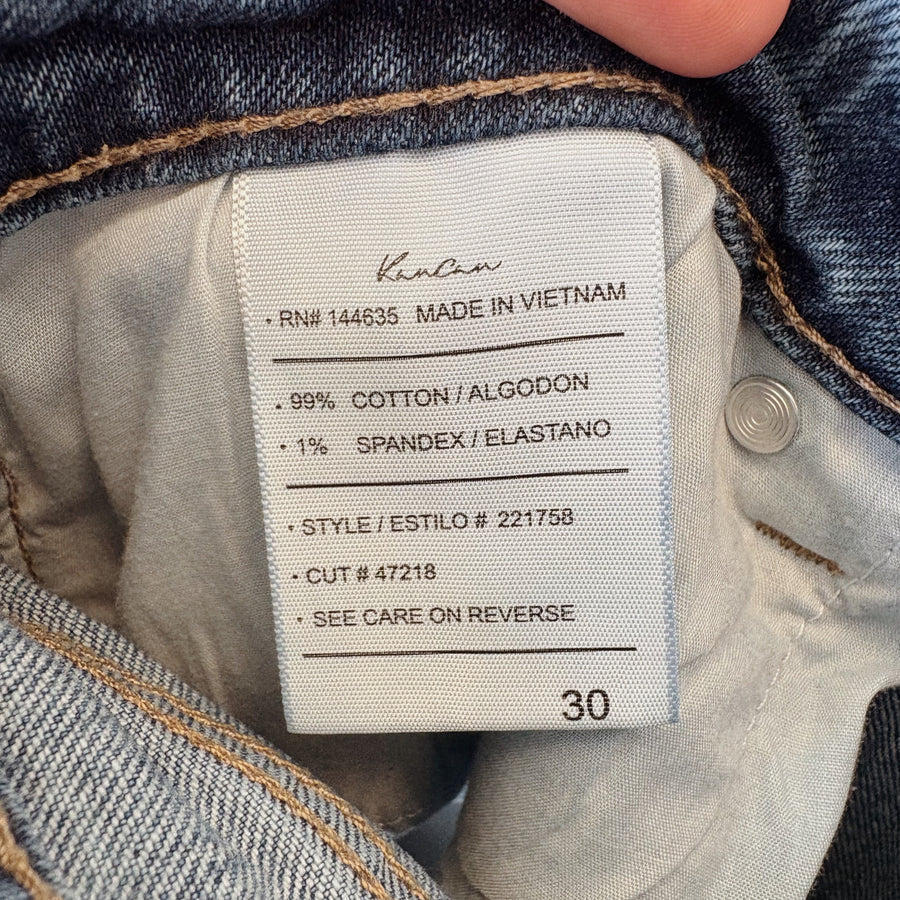 KanCan
• RN# 144635 MADE IN VIETNAM
• 99% COTTON / ALGODON
• 1% SPANDEX / ELASTANO
• STYLE / ESTILO # 221758
• CUT # 47218
• SEE CARE ON REVERSE
30